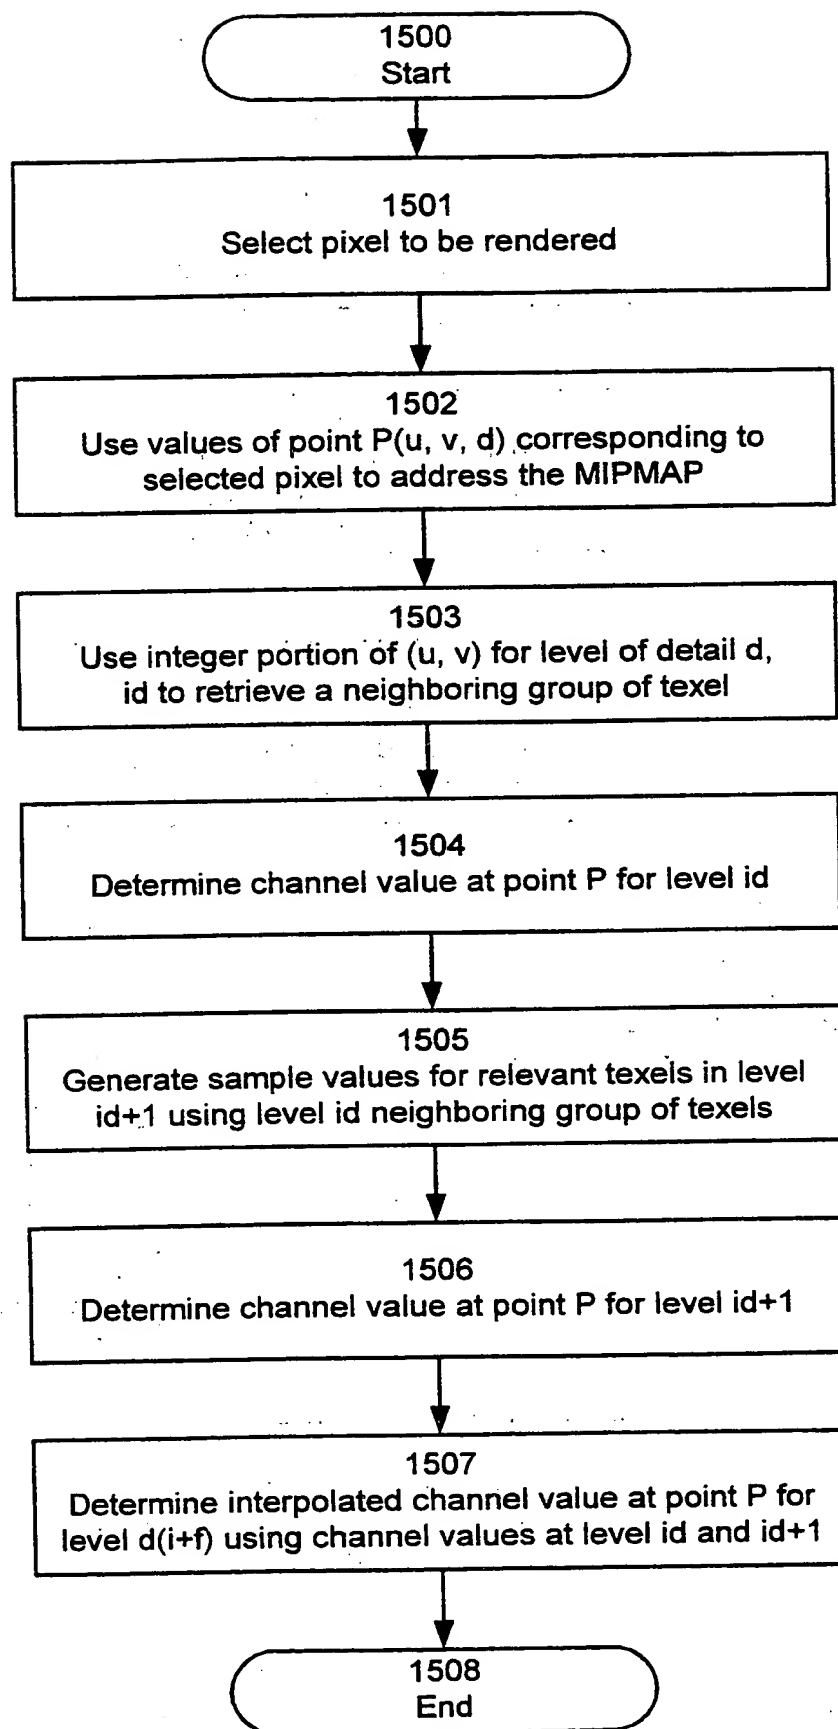 1500
Start
1501
Select pixel to be rendered
1502
Use values of point P(u, v, d) corresponding to
selected pixel to address the MIPMAP
1503
Use integer portion of (u, v) for level of detail d,
id to retrieve a neighboring group of texel
1504
Determine channel value at point P for level id
1505
Generate sample values for relevant texels in level
id+1 using level id neighboring group of texels
1506
Determine channel value at point P for level id+1
1507
Determine interpolated channel value at point P for
level d(i+f) using channel values at level id and id+1
1508
End